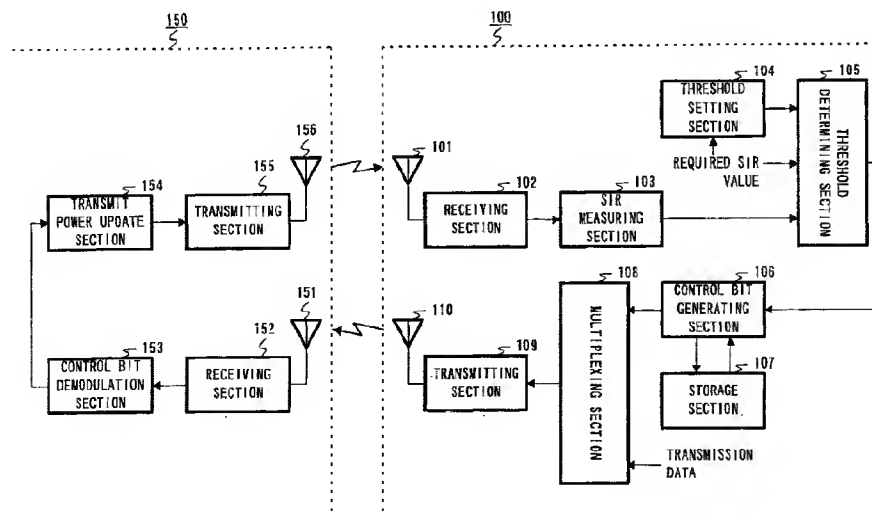 150
100
104
105
THRESHOLD
SETTING
SECTION
THRESHOLD
DETERMINING SECTION
156
101
155
154
REQUIRED SIR
VALUE
102
103
TRANSMIT
POWER UPDATE
SECTION
TRANSMITTING
SECTION
RECEIVING
SECTION
SIR
MEASURING
SECTION
108
106
151
110
CONTROL BIT
GENERATING
SECTION
152
153
109
MULTIPLEXING SECTION
107
CONTROL BIT
DEMODULATION
SECTION
RECEIVING
SECTION
TRANSMITTING
SECTION
STORAGE
SECTION
TRANSMISSION
DATA